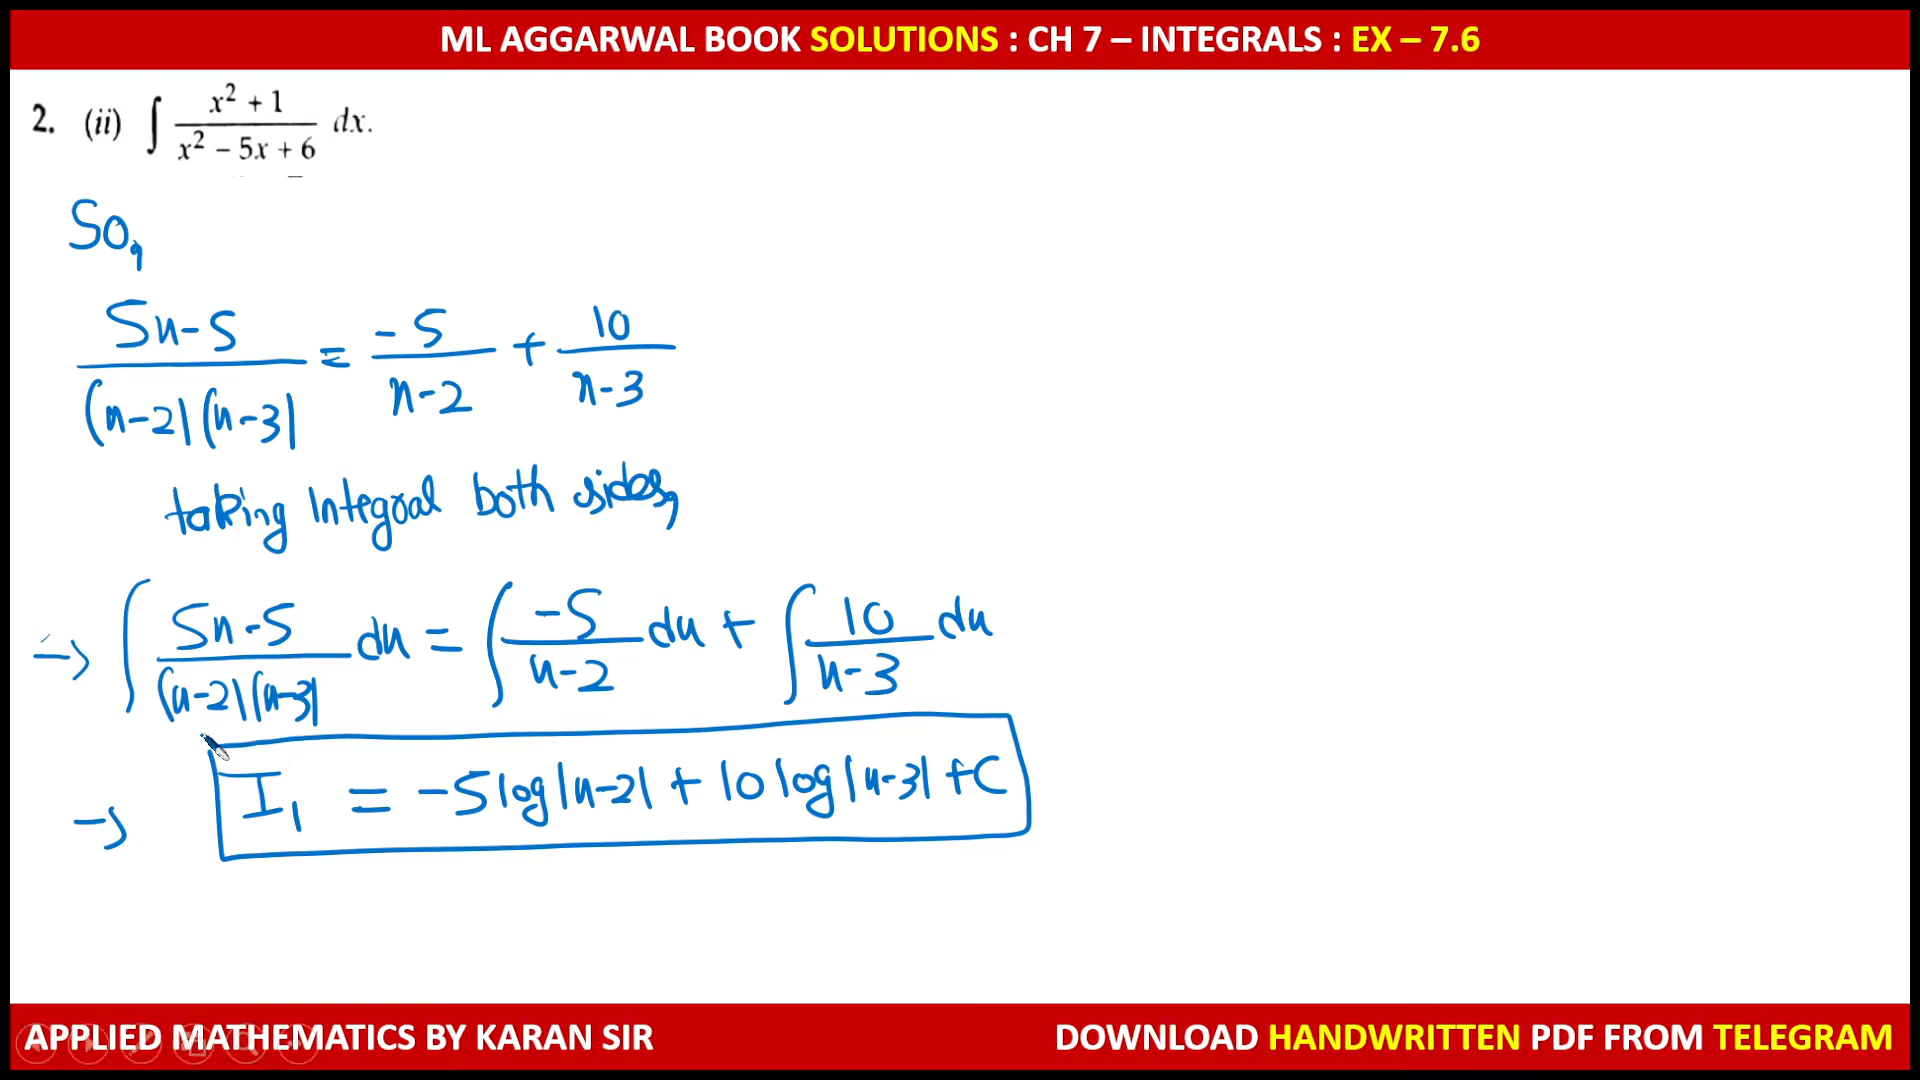 ML AGGARWAL BOOK SOLUTIONS : CH 7 – INTEGRALS : EX – 7.6
2. (ii) ∫ (x² + 1)/(x² – 5x + 6) dx.
So,
(5x-5)/((x-2)(x-3)) = -5/(x-2) + 10/(x-3)
taking Integral both sides,
→ ∫ (5x-5)/((x-2)(x-3)) dx = ∫ -5/(x-2) dx + ∫ 10/(x-3) dx
→ I₁ = -5 log|x-2| + 10 log|x-3| + C
APPLIED MATHEMATICS BY KARAN SIR
DOWNLOAD HANDWRITTEN PDF FROM TELEGRAM